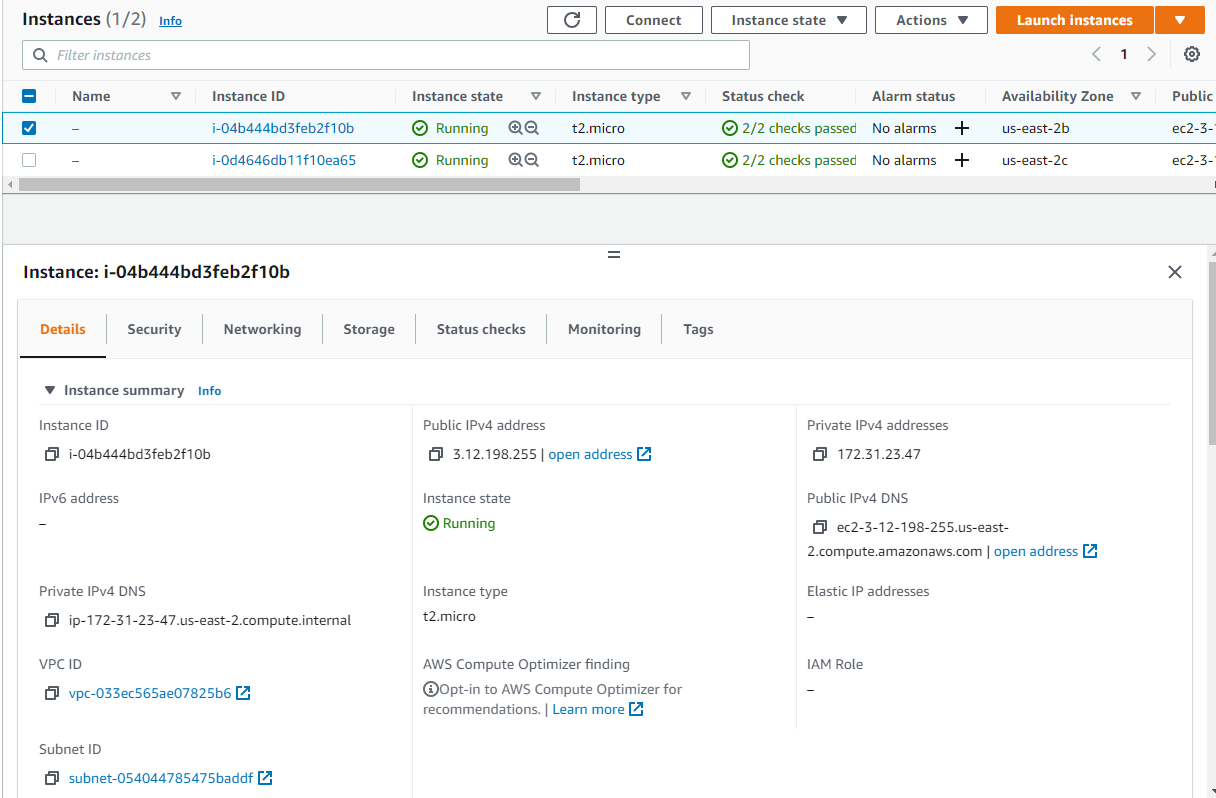 Instances (1/2) Info Connect Instance state Actions Launch instances
Filter instances 1
Name Instance ID Instance state Instance type Status check Alarm status Availability Zone Public
– i-04b444bd3feb2f10b Running t2.micro 2/2 checks passed No alarms + us-east-2b ec2-3-1
– i-0d4646db11f10ea65 Running t2.micro 2/2 checks passed No alarms + us-east-2c ec2-3-1
Instance: i-04b444bd3feb2f10b
Details Security Networking Storage Status checks Monitoring Tags
Instance summary Info
Instance ID Public IPv4 address Private IPv4 addresses
i-04b444bd3feb2f10b 3.12.198.255 | open address 172.31.23.47
IPv6 address Instance state Public IPv4 DNS
– Running ec2-3-12-198-255.us-east-
2.compute.amazonaws.com | open address
Private IPv4 DNS Instance type Elastic IP addresses
ip-172-31-23-47.us-east-2.compute.internal t2.micro –
VPC ID AWS Compute Optimizer finding IAM Role
vpc-033ec565ae07825b6 Opt-in to AWS Compute Optimizer for –
recommendations. | Learn more
Subnet ID
subnet-054044785475baddf